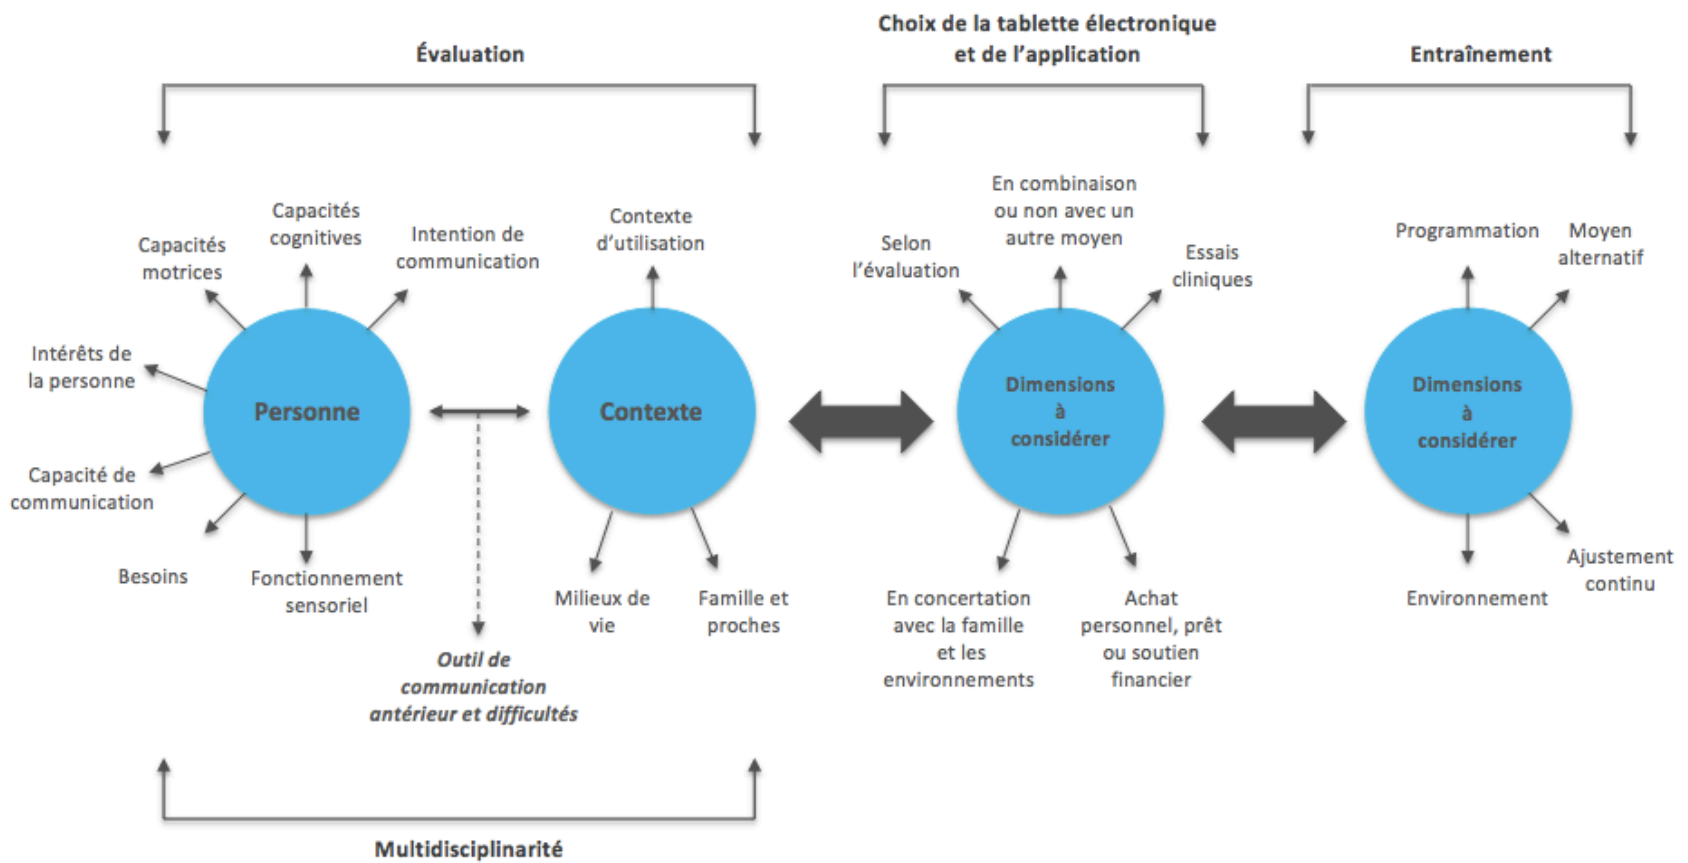 Évaluation
Choix de la tablette électronique
et de l'application
Entraînement
Capacités
motrices
Capacités
cognitives
Intention de
communication
Intérêts de
la personne
Personne
Capacité de
communication
Besoins
Fonctionnement
sensoriel
Outil de
communication
antérieur et difficultés
Contexte
d'utilisation
Contexte
Milieux de
vie
Famille et
proches
Multidisciplinarité
Selon
l'évaluation
En combinaison
ou non avec un
autre moyen
Essais
cliniques
Dimensions
à
considérer
En concertation
avec la famille
et les
environnements
Achat
personnel, prêt
ou soutien
financier
Programmation
Moyen
alternatif
Dimensions
à
considérer
Environnement
Ajustement
continu